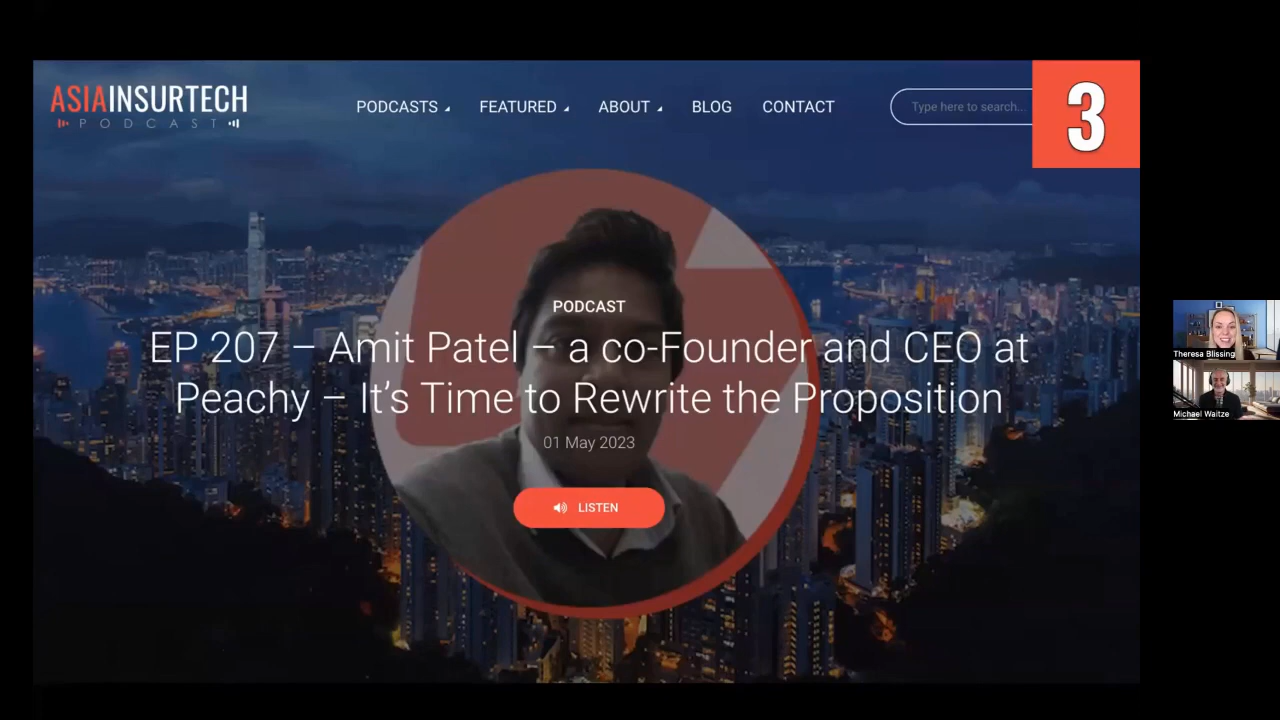 ASIAINSURTECH
PODCAST
PODCASTS
FEATURED
ABOUT
BLOG
CONTACT
Type here to search...
3
PODCAST
EP 207 – Amit Patel – a co-Founder and CEO at
Peachy – It’s Time to Rewrite the Proposition
01 May 2023
LISTEN
Theresa Blissing
Michael Waitze